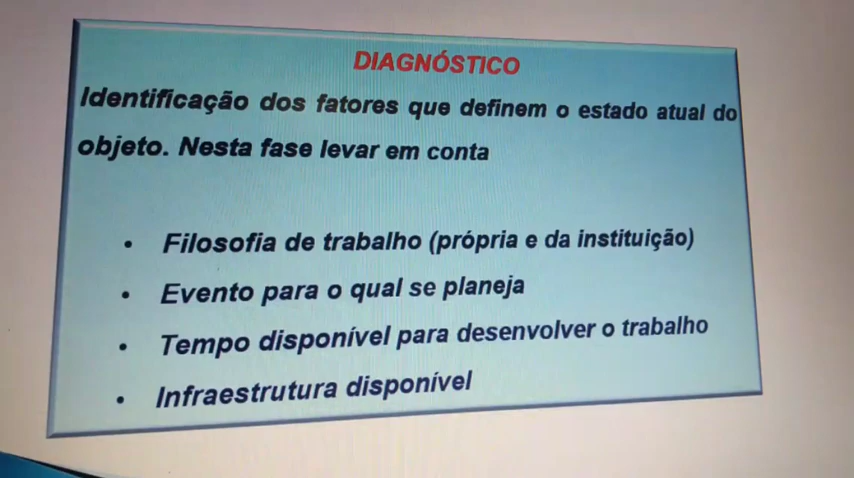 DIAGNÓSTICO
Identificação dos fatores que definem o estado atual do
objeto. Nesta fase levar em conta
• Filosofia de trabalho (própria e da instituição)
• Evento para o qual se planeja
• Tempo disponível para desenvolver o trabalho
• Infraestrutura disponível